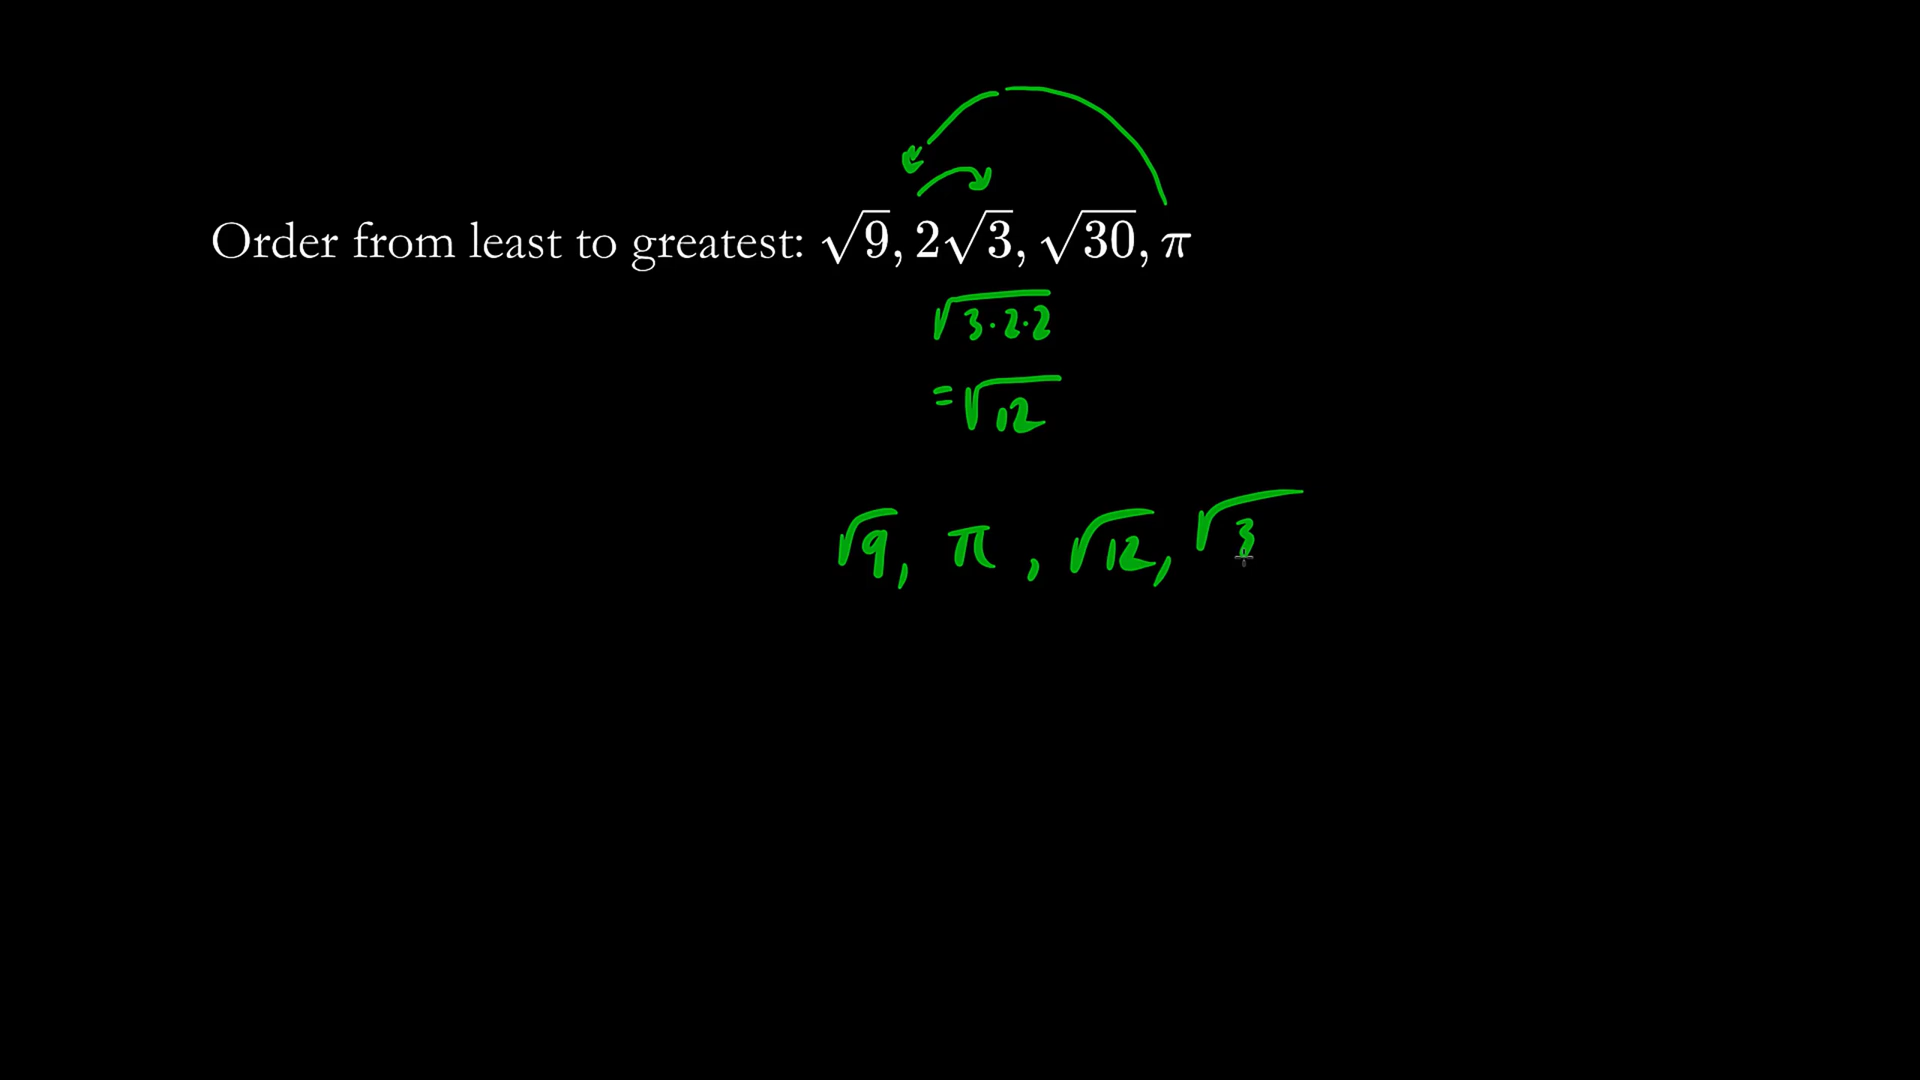 Order from least to greatest: √9, 2√3, √30, π
√3·2·2
=√12
√9, π, √12, √3